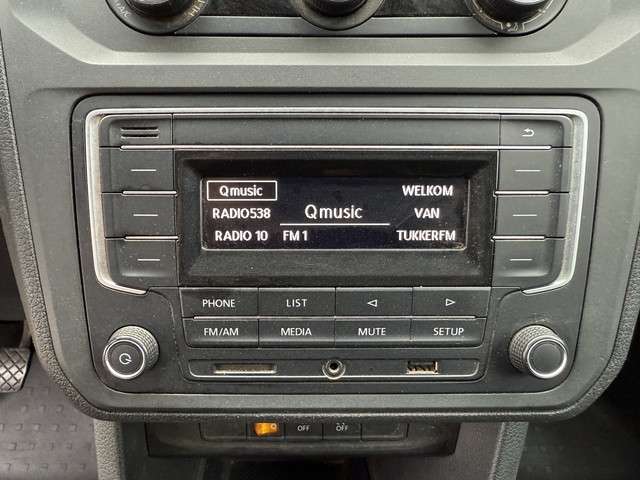 Qmusic WELKOM
RADIO538 Qmusic VAN
RADIO 10 FM1 TUKKERFM
PHONE LIST
FM/AM MEDIA MUTE SETUP
OFF OFF